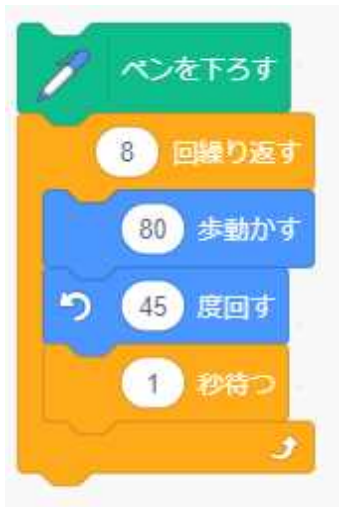 ペンを下ろす
8 回繰り返す
80 歩動かす
45 度回す
1 秒待つ